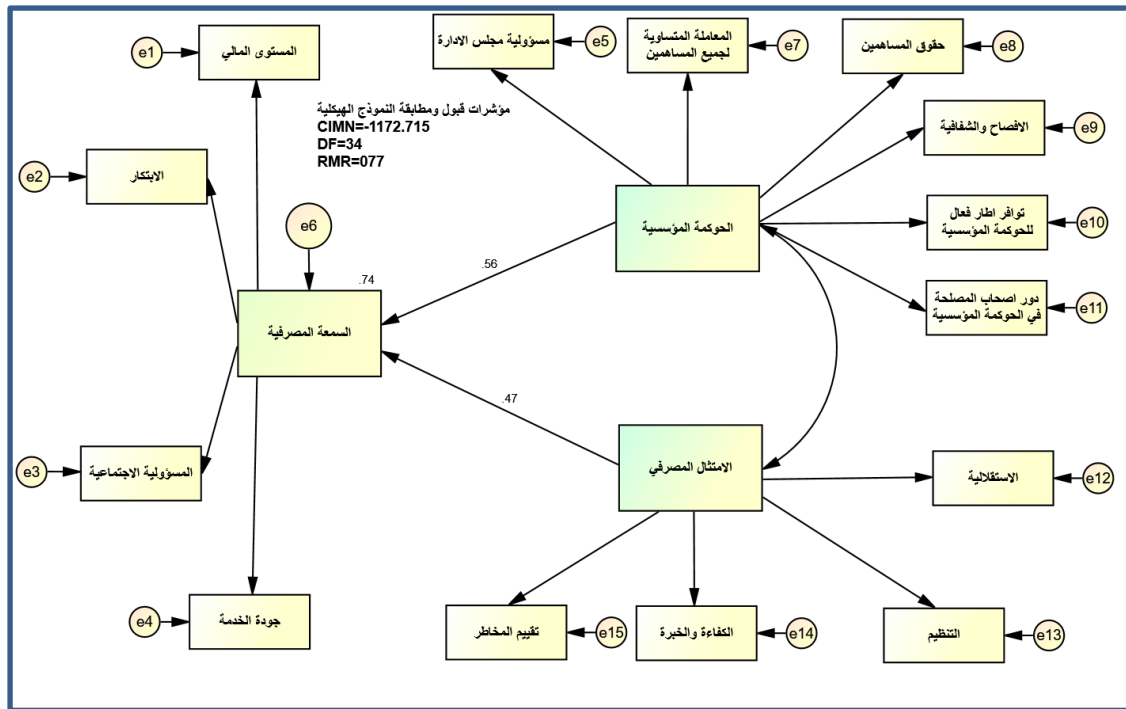 e1
المستوى المالي
مسؤولية مجلس الادارة
e5
المعاملة المتساوية
لجميع المساهمين
e7
حقوق المساهمين
e8
مؤشرات قبول ومطابقة النموذج الهيكلية
CIMN=-1172.715
DF=34
RMR=077
الافصاح والشفافية
e9
e2
الابتكار
e6
الحوكمة المؤسسية
توافر اطار فعال
للحوكمة المؤسسية
e10
.56
.74
السمعة المصرفية
دور اصحاب المصلحة
في الحوكمة المؤسسية
e11
.47
e3
المسؤولية الاجتماعية
الامتثال المصرفي
الاستقلالية
e12
e4
جودة الخدمة
تقييم المخاطر
e15
الكفاءة والخبرة
e14
التنظيم
e13